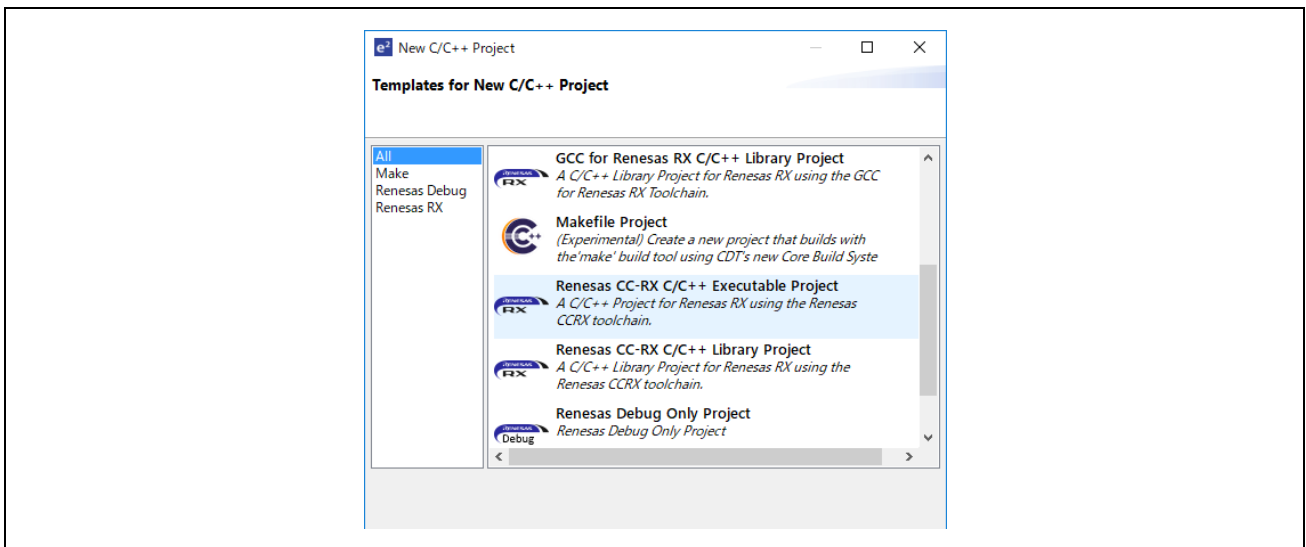 e² New C/C++ Project
Templates for New C/C++ Project
All
Make
Renesas Debug
Renesas RX
GCC for Renesas RX C/C++ Library Project
A C/C++ Library Project for Renesas RX using the GCC
for Renesas RX Toolchain.
RENESAS
RX
Makefile Project
(Experimental) Create a new project that builds with
the'make' build tool using CDT's new Core Build Syste
C++
Renesas CC-RX C/C++ Executable Project
A C/C++ Project for Renesas RX using the Renesas
CCRX toolchain.
RENESAS
RX
Renesas CC-RX C/C++ Library Project
A C/C++ Library Project for Renesas RX using the
Renesas CCRX toolchain.
RENESAS
RX
Renesas Debug Only Project
Renesas Debug Only Project
RENESAS
Debug